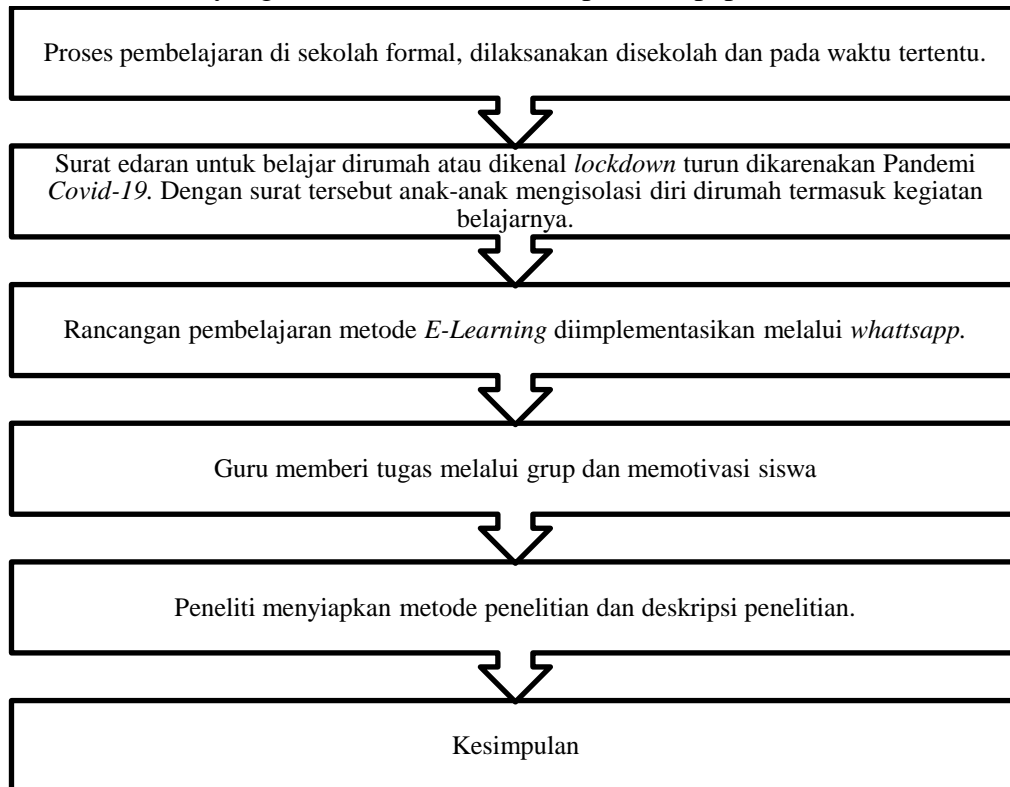 Proses pembelajaran di sekolah formal, dilaksanakan disekolah dan pada waktu tertentu.
Surat edaran untuk belajar dirumah atau dikenal lockdown turun dikarenakan Pandemi
Covid-19. Dengan surat tersebut anak-anak mengisolasi diri dirumah termasuk kegiatan
belajarnya.
Rancangan pembelajaran metode E-Learning diimplementasikan melalui whattsapp.
Guru memberi tugas melalui grup dan memotivasi siswa
Peneliti menyiapkan metode penelitian dan deskripsi penelitian.
Kesimpulan